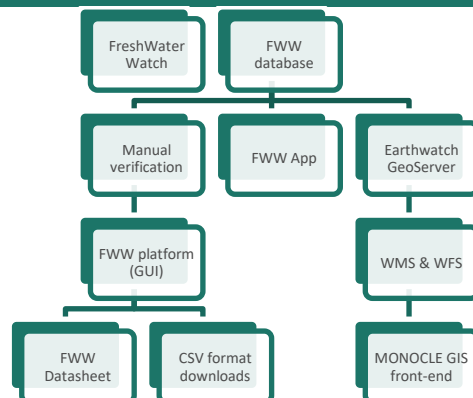 FreshWater
Watch
FWW
database
Manual
verification
FWW App
Earthwatch
GeoServer
FWW platform
(GUI)
WMS & WFS
FWW
Datasheet
CSV format
downloads
MONOCLE GIS
front-end